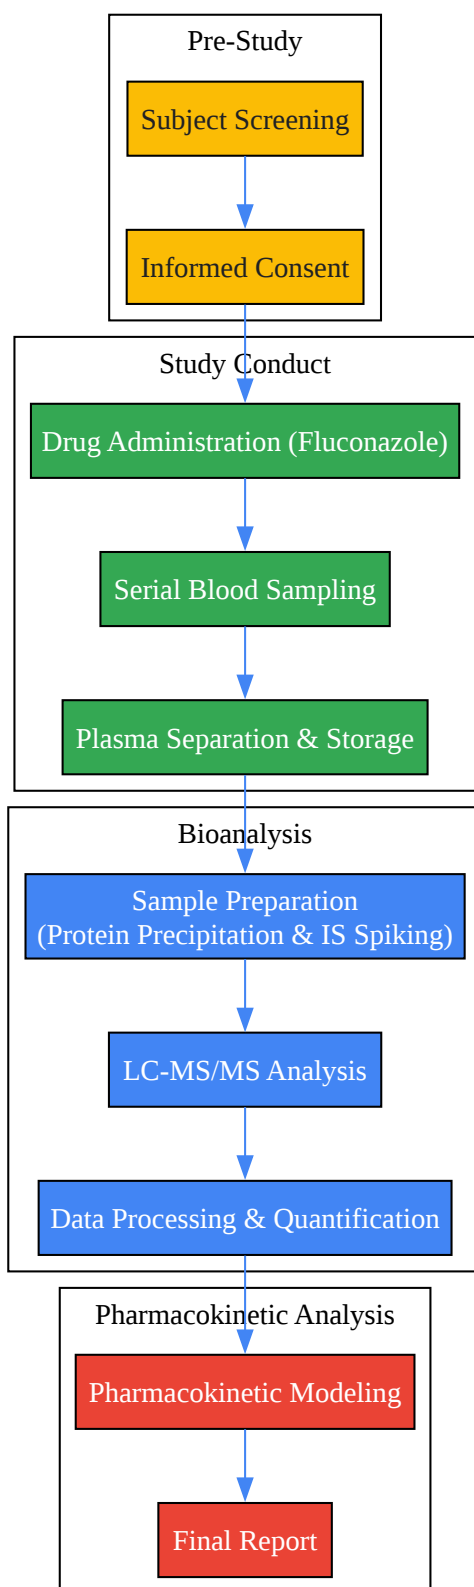 Pre-Study
Subject Screening
Informed Consent
Study Conduct
Drug Administration (Fluconazole)
Serial Blood Sampling
Plasma Separation & Storage
Bioanalysis
Sample Preparation
(Protein Precipitation & IS Spiking)
LC-MS/MS Analysis
Data Processing & Quantification
Pharmacokinetic Analysis
Pharmacokinetic Modeling
Final Report